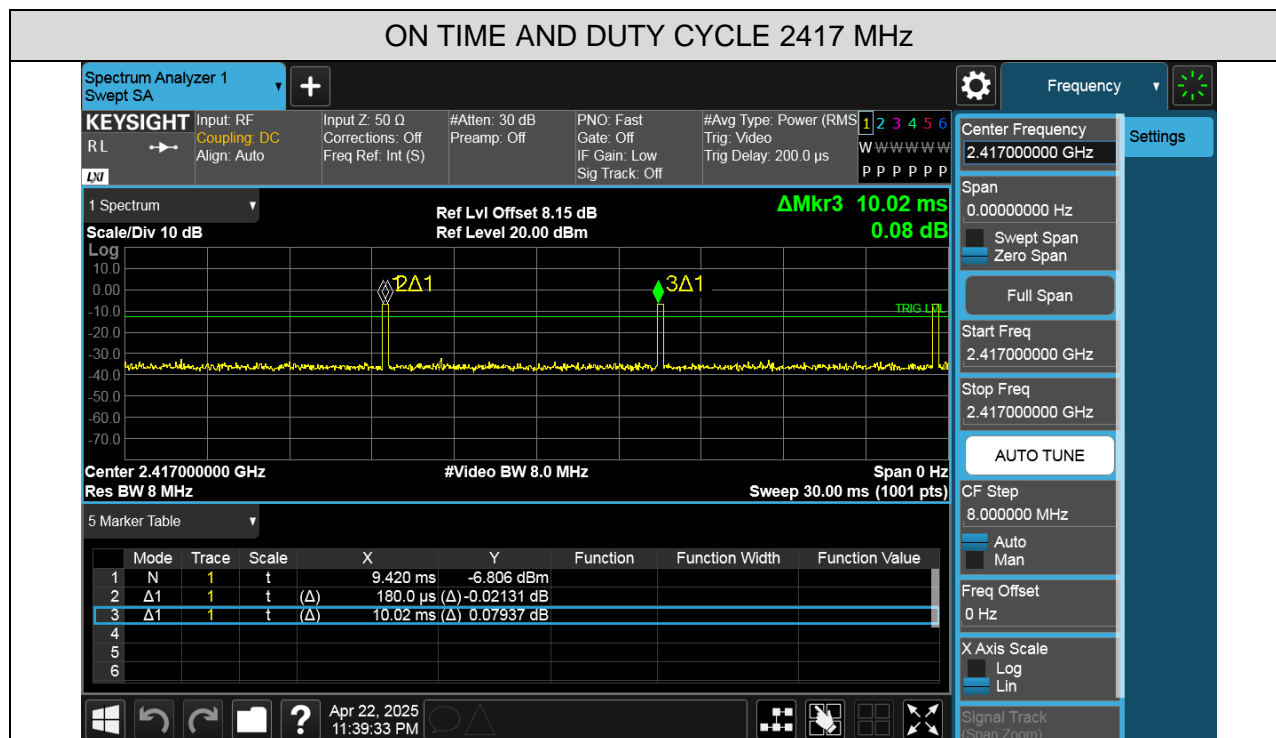 ON TIME AND DUTY CYCLE 2417 MHz
Spectrum Analyzer 1
Swept SA
+
Frequency
KEYSIGHT
R L
LXI
Input: RF
Coupling: DC
Align: Auto
Input Z: 50 Ω
Corrections: Off
Freq Ref: Int (S)
#Atten: 30 dB
Preamp: Off
PNO: Fast
Gate: Off
IF Gain: Low
Sig Track: Off
#Avg Type: Power (RMS
Trig: Video
Trig Delay: 200.0 µs
1 2 3 4 5 6
W W W W W W
P P P P P P
Center Frequency
2.417000000 GHz
Settings
Span
0.00000000 Hz
Swept Span
Zero Span
Full Span
Start Freq
2.417000000 GHz
Stop Freq
2.417000000 GHz
AUTO TUNE
CF Step
8.000000 MHz
Auto
Man
Freq Offset
0 Hz
X Axis Scale
Log
Lin
Signal Track
(Span Zoom)
1 Spectrum
Scale/Div 10 dB
Ref Lvl Offset 8.15 dB
Ref Level 20.00 dBm
ΔMkr3 10.02 ms
0.08 dB
Log
10.0
0.00
-10.0
-20.0
-30.0
-40.0
-50.0
-60.0
-70.0
2Δ1
3Δ1
TRIG LVL
Center 2.417000000 GHz
#Video BW 8.0 MHz
Span 0 Hz
Res BW 8 MHz
Sweep 30.00 ms (1001 pts)
5 Marker Table
Mode Trace Scale X Y Function Function Width Function Value
1 N 1 t 9.420 ms -6.806 dBm
2 Δ1 1 t (Δ) 180.0 µs (Δ) -0.02131 dB
3 Δ1 1 t (Δ) 10.02 ms (Δ) 0.07937 dB
4
5
6
?
Apr 22, 2025
11:39:33 PM